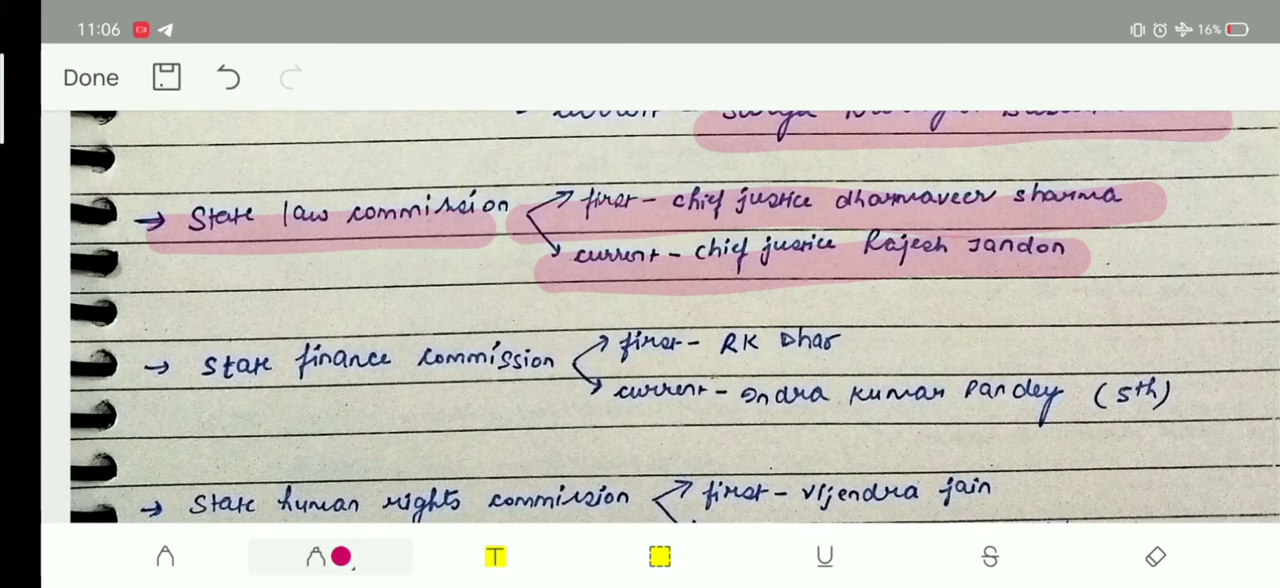 11:06
16%
Done
→ State law commission
first - chief justice dharmaveer sharma
current - chief justice Rajesh Tandon
→ State finance commission
first - RK Dhar
current - Indra Kumar Pandey (5th)
→ State human rights commission
first - Vijendra jain
T
U
S